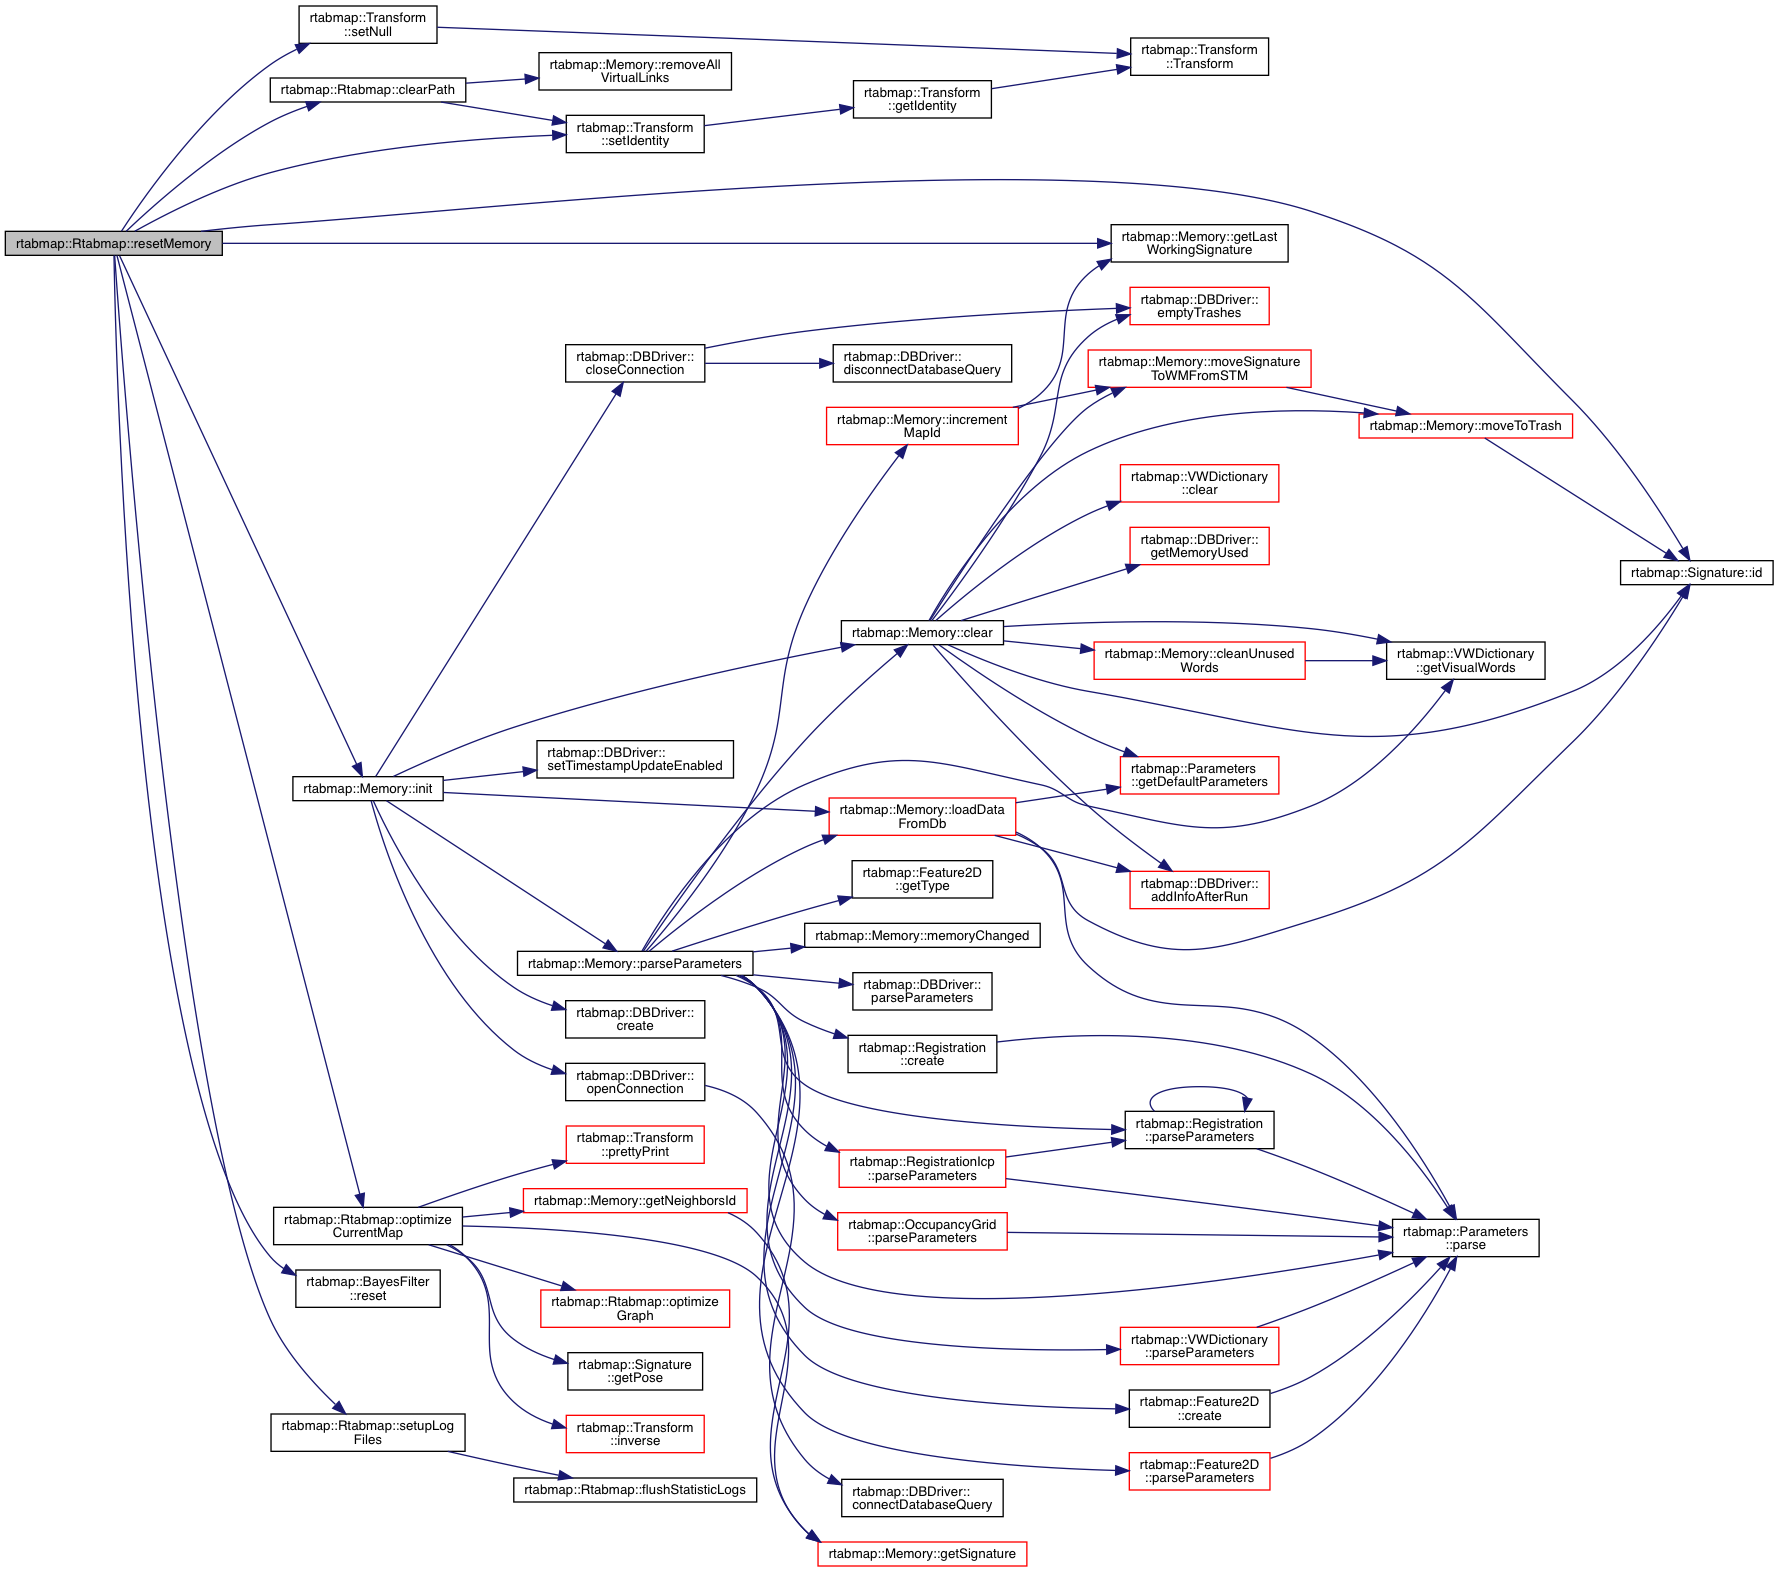 rtabmap::Transform
::setNull
rtabmap::Rtabmap::clearPath
rtabmap::Memory::removeAll
VirtualLinks
rtabmap::Transform
::setIdentity
rtabmap::Transform
::getIdentity
rtabmap::Transform
::Transform
rtabmap::Rtabmap::resetMemory
rtabmap::Memory::getLast
WorkingSignature
rtabmap::DBDriver::
emptyTrashes
rtabmap::DBDriver::
closeConnection
rtabmap::DBDriver::
disconnectDatabaseQuery
rtabmap::Memory::moveSignature
ToWMFromSTM
rtabmap::Memory::increment
MapId
rtabmap::Memory::moveToTrash
rtabmap::VWDictionary
::clear
rtabmap::DBDriver::
getMemoryUsed
rtabmap::Signature::id
rtabmap::Memory::clear
rtabmap::Memory::cleanUnused
Words
rtabmap::VWDictionary
::getVisualWords
rtabmap::DBDriver::
setTimestampUpdateEnabled
rtabmap::Parameters
::getDefaultParameters
rtabmap::Memory::init
rtabmap::Memory::loadData
FromDb
rtabmap::Feature2D
::getType
rtabmap::DBDriver::
addInfoAfterRun
rtabmap::Memory::memoryChanged
rtabmap::Memory::parseParameters
rtabmap::DBDriver::
parseParameters
rtabmap::DBDriver::
create
rtabmap::Registration
::create
rtabmap::DBDriver::
openConnection
rtabmap::Registration
::parseParameters
rtabmap::Transform
::prettyPrint
rtabmap::RegistrationIcp
::parseParameters
rtabmap::Memory::getNeighborsId
rtabmap::Rtabmap::optimize
CurrentMap
rtabmap::OccupancyGrid
::parseParameters
rtabmap::Parameters
::parse
rtabmap::BayesFilter
::reset
rtabmap::Rtabmap::optimize
Graph
rtabmap::VWDictionary
::parseParameters
rtabmap::Signature
::getPose
rtabmap::Feature2D
::create
rtabmap::Rtabmap::setupLog
Files
rtabmap::Transform
::inverse
rtabmap::Feature2D
::parseParameters
rtabmap::Rtabmap::flushStatisticLogs
rtabmap::DBDriver::
connectDatabaseQuery
rtabmap::Memory::getSignature